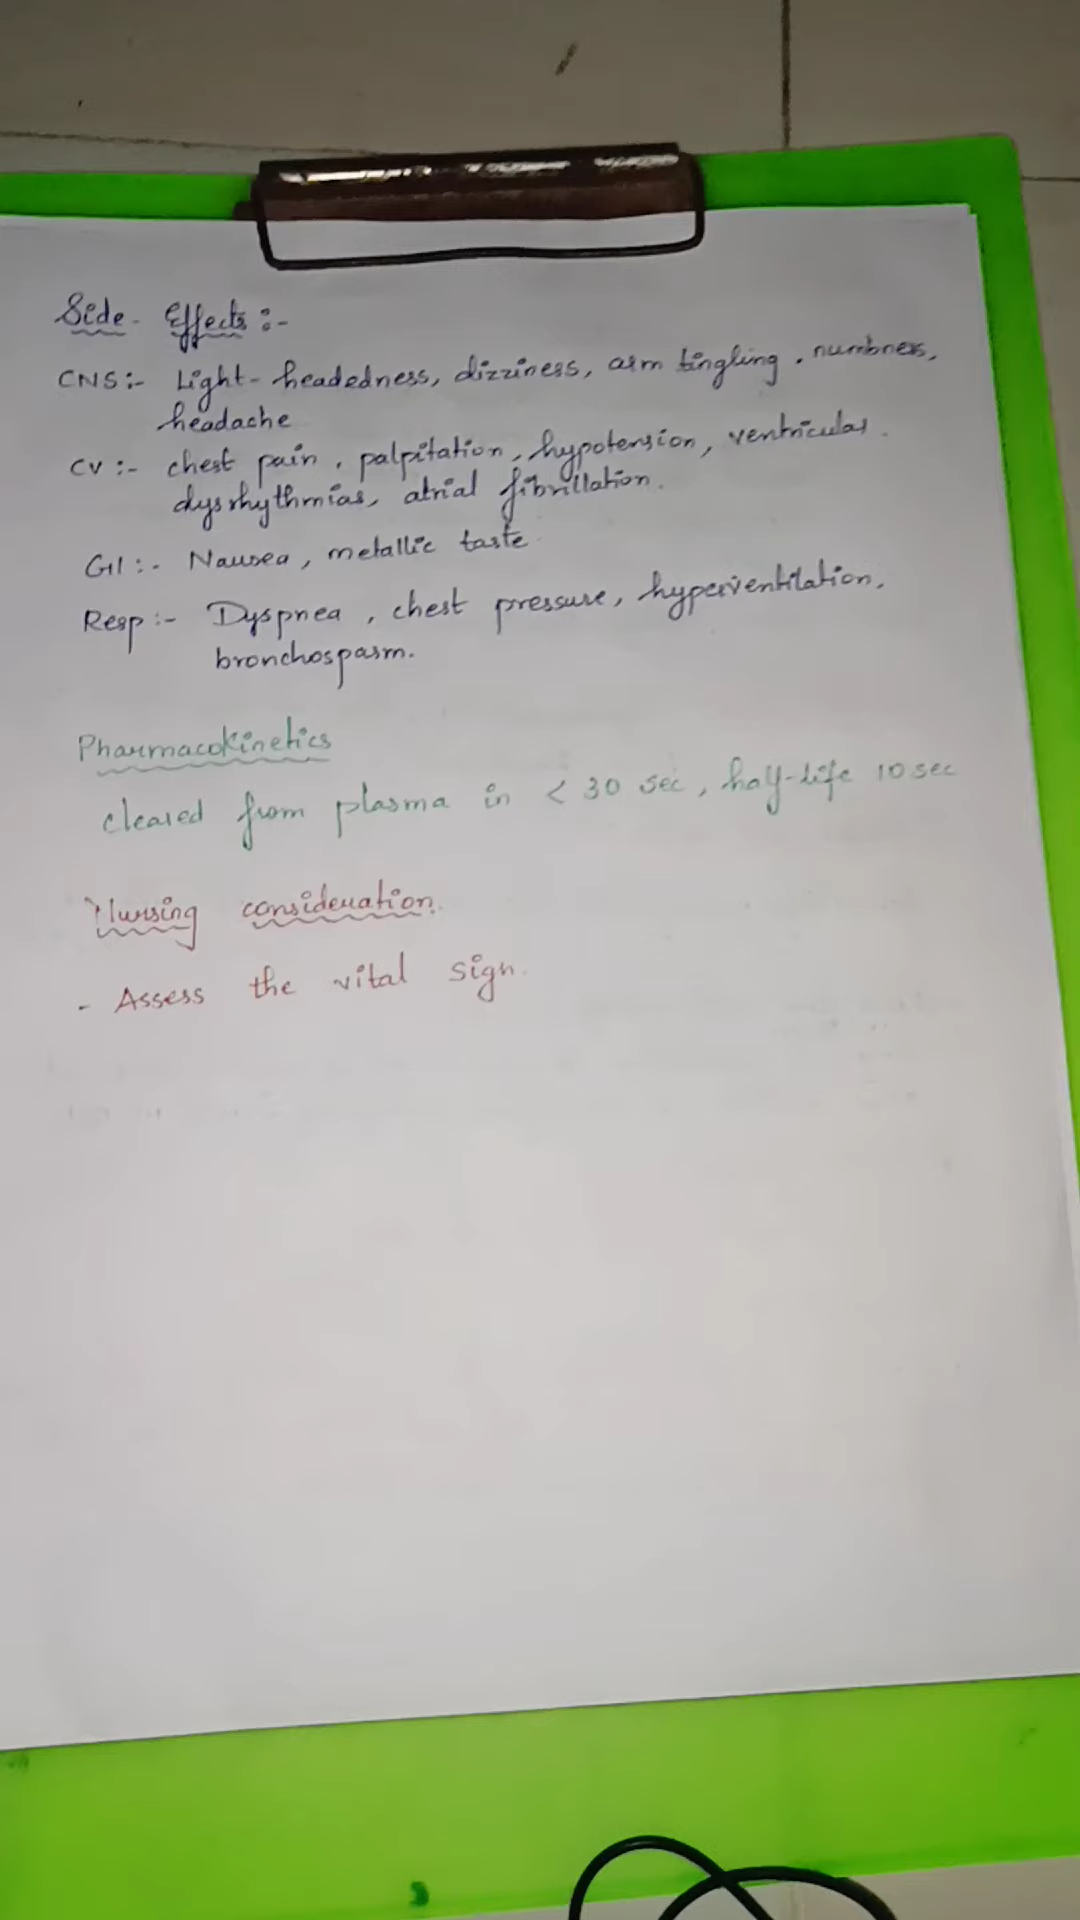 Side-Effects:-
CNS:- Light-headedness, dizziness, arm tingling, numbness,
headache
CV:- chest pain, palpitation, hypotension, ventricular
dysrhythmias, atrial fibrillation.
GI:- Nausea, metallic taste
Resp:- Dyspnea, chest pressure, hyperventilation,
bronchospasm.
Pharmacokinetics
cleared from plasma in < 30 sec, half-life 10 sec
Nursing consideration.
- Assess the vital sign.